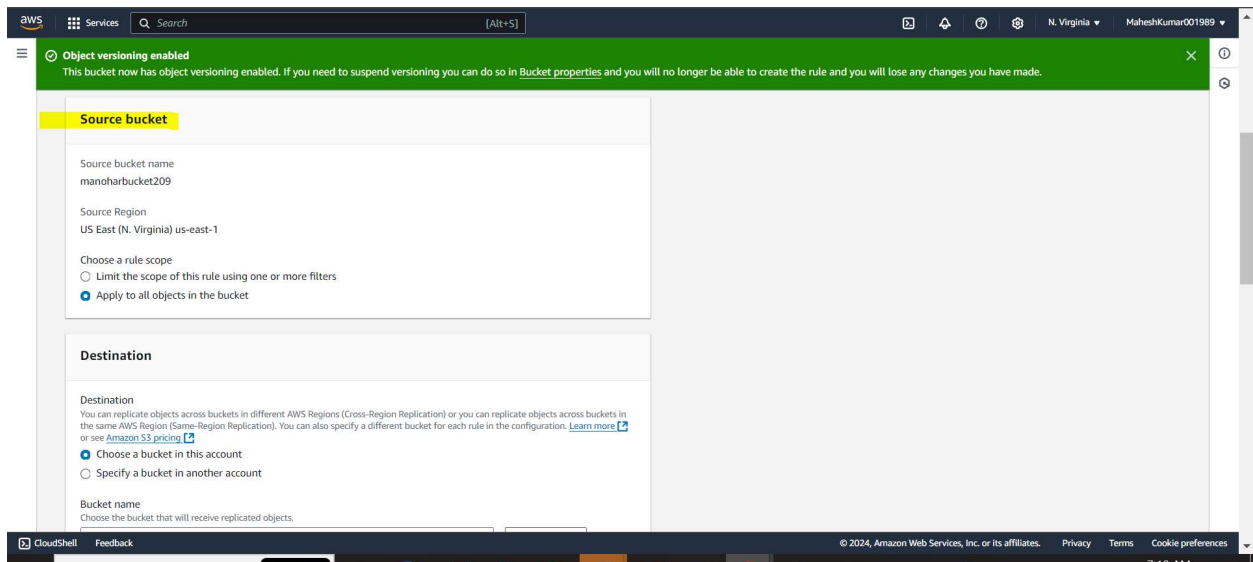 aws
Services
Search
[Alt+S]
N. Virginia
MaheshKumar001989
Object versioning enabled
This bucket now has object versioning enabled. If you need to suspend versioning you can do so in Bucket properties and you will no longer be able to create the rule and you will lose any changes you have made.
Source bucket
Source bucket name
manoharbucket209
Source Region
US East (N. Virginia) us-east-1
Choose a rule scope
Limit the scope of this rule using one or more filters
Apply to all objects in the bucket
Destination
Destination
You can replicate objects across buckets in different AWS Regions (Cross-Region Replication) or you can replicate objects across buckets in
the same AWS Region (Same-Region Replication). You can also specify a different bucket for each rule in the configuration. Learn more
or see Amazon S3 pricing
Choose a bucket in this account
Specify a bucket in another account
Bucket name
Choose the bucket that will receive replicated objects.
CloudShell
Feedback
© 2024, Amazon Web Services, Inc. or its affiliates.
Privacy
Terms
Cookie preferences